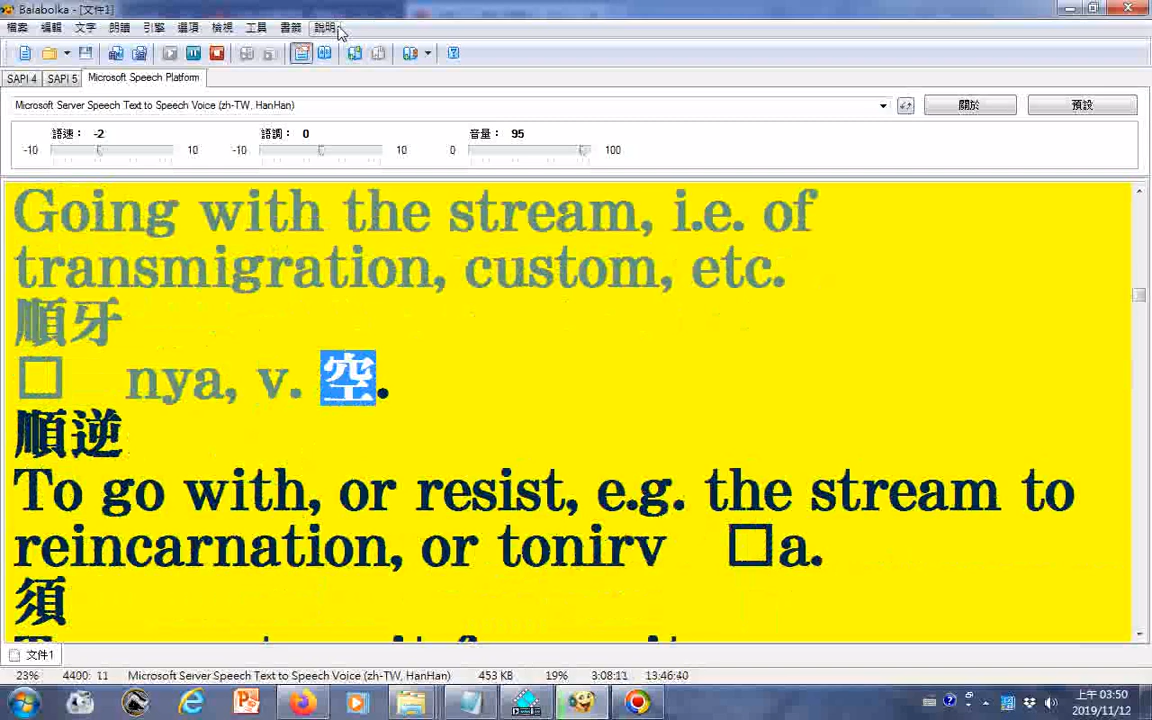 Balabolka - [文件1]
檔案 編輯 文字 朗讀 引擎 選項 檢視 工具 書籤 說明
SAPI 4 SAPI 5 Microsoft Speech Platform
Microsoft Server Speech Text to Speech Voice (zh-TW, HanHan) 關於 預設
語速： -2 語調： 0 音量： 95
-10 10 -10 10 0 100
Going with the stream, i.e. of
transmigration, custom, etc.
順牙
□ nya, v. 空.
順逆
To go with, or resist, e.g. the stream to
reincarnation, or tonirv □a.
須
文件1
23% 4400: 11 Microsoft Server Speech Text to Speech Voice (zh-TW, HanHan) 453 KB 19% 3:08:11 13:46:40
上午 03:50
2019/11/12